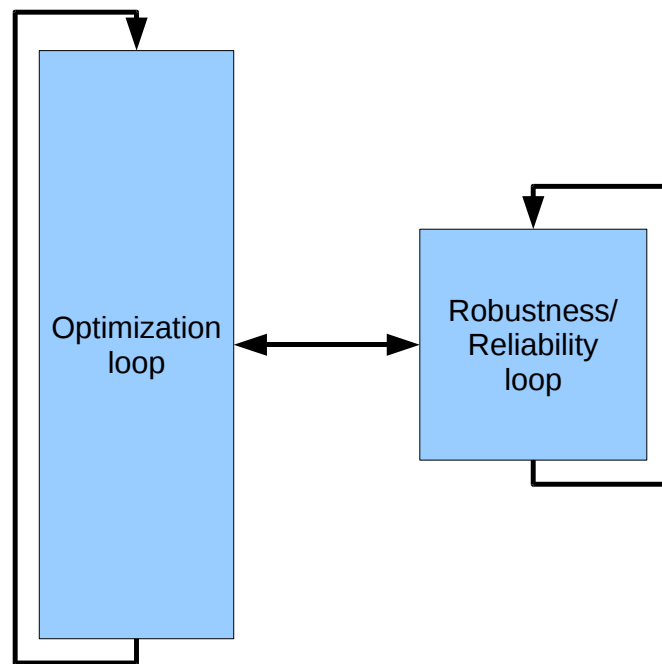 Optimization
loop
Robustness/
Reliability
loop